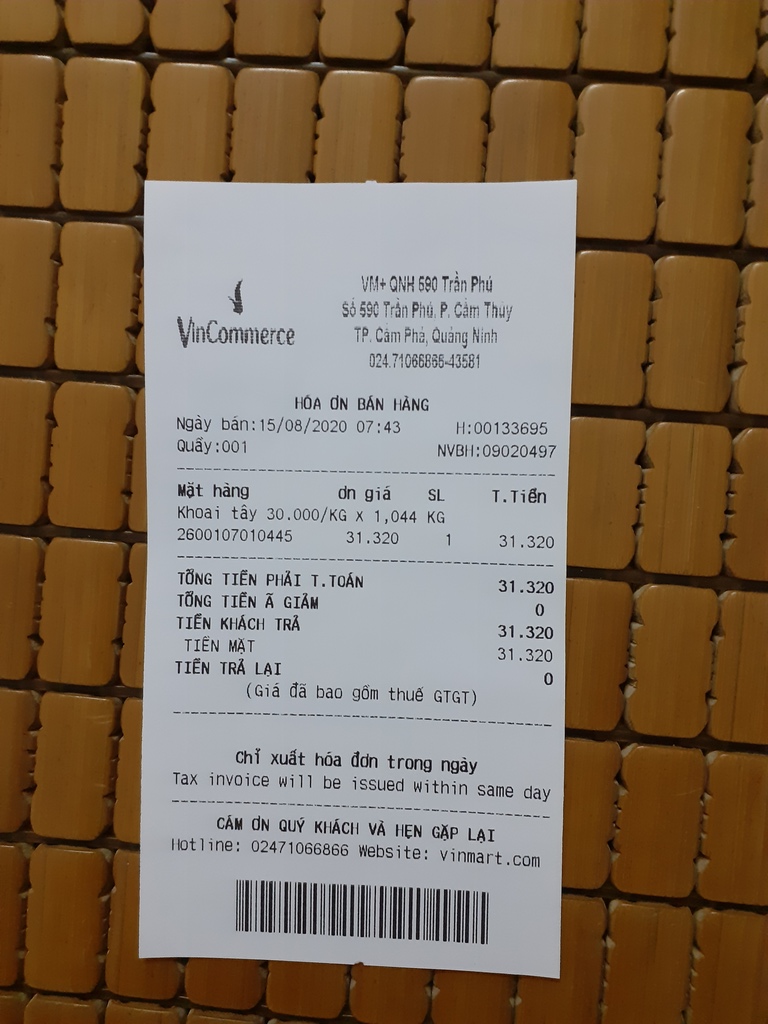 VinCommerce
VM+ QNH 590 Trần Phú
Số 590 Trần Phú, P. Cẩm Thủy
TP. Cẩm Phả, Quảng Ninh
024.71066866-43581
HÓA ƠN BÁN HÀNG
Ngày bán:15/08/2020 07:43 H:00133695
Quầy:001 NVBH:09020497
Mặt hàng ơn giá SL T.Tiền
Khoai tây 30.000/KG x 1,044 KG
2600107010445 31.320 1 31.320
TỔNG TIỀN PHẢI T.TOÁN 31.320
TỔNG TIỀN Ã GIẢM 0
TIỀN KHÁCH TRẢ 31.320
TIỀN MẶT 31.320
TIỀN TRẢ LẠI 0
(Giá đã bao gồm thuế GTGT)
Chỉ xuất hóa đơn trong ngày
Tax invoice will be issued within same day
CẢM ƠN QUÝ KHÁCH VÀ HẸN GẶP LẠI
Hotline: 02471066866 Website: vinmart.com